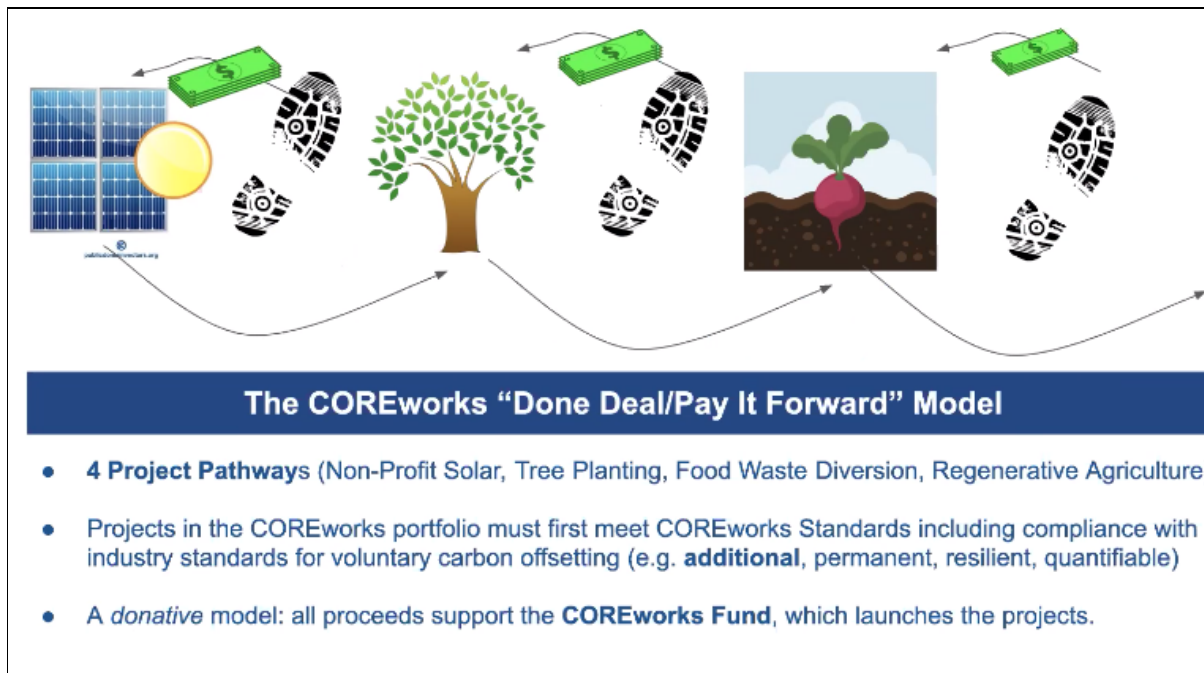 ©
publicdomainvectors.org
The COREworks “Done Deal/Pay It Forward” Model
● 4 Project Pathways (Non-Profit Solar, Tree Planting, Food Waste Diversion, Regenerative Agriculture
● Projects in the COREworks portfolio must first meet COREworks Standards including compliance with
industry standards for voluntary carbon offsetting (e.g. additional, permanent, resilient, quantifiable)
● A donative model: all proceeds support the COREworks Fund, which launches the projects.